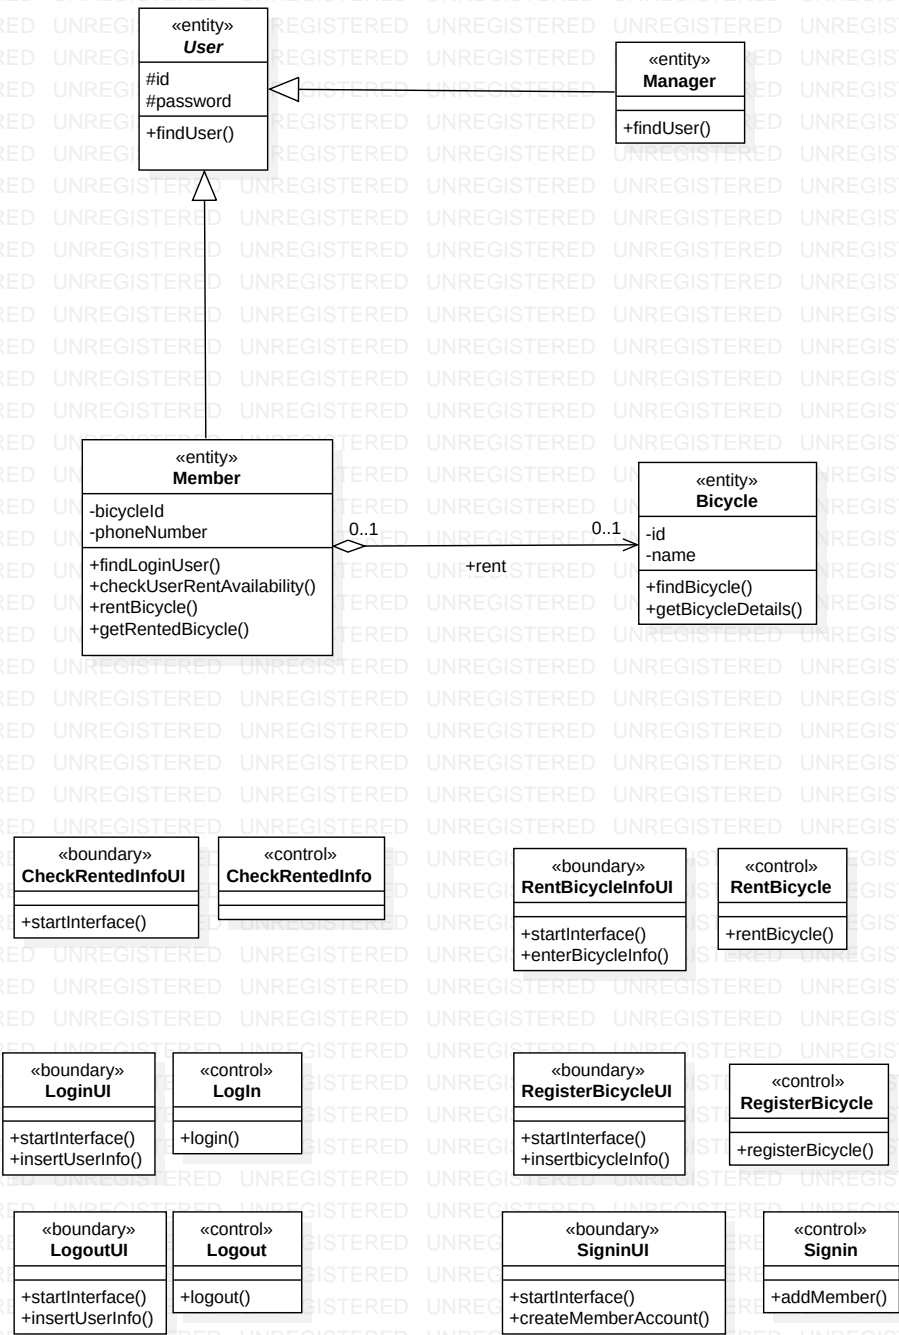 «entity»
User
#id
#password
+findUser()
«entity»
Manager
+findUser()
«entity»
Member
-bicycleId
-phoneNumber
+findLoginUser()
+checkUserRentAvailability()
+rentBicycle()
+getRentedBicycle()
0..1
0..1
+rent
«entity»
Bicycle
-id
-name
+findBicycle()
+getBicycleDetails()
«boundary»
CheckRentedInfoUI
+startInterface()
«control»
CheckRentedInfo
«boundary»
RentBicycleInfoUI
+startInterface()
+enterBicycleInfo()
«control»
RentBicycle
+rentBicycle()
«boundary»
LoginUI
+startInterface()
+insertUserInfo()
«control»
LogIn
+login()
«boundary»
RegisterBicycleUI
+startInterface()
+insertbicycleInfo()
«control»
RegisterBicycle
+registerBicycle()
«boundary»
LogoutUI
+startInterface()
+insertUserInfo()
«control»
Logout
+logout()
«boundary»
SigninUI
+startInterface()
+createMemberAccount()
«control»
Signin
+addMember()
UNREGISTERED